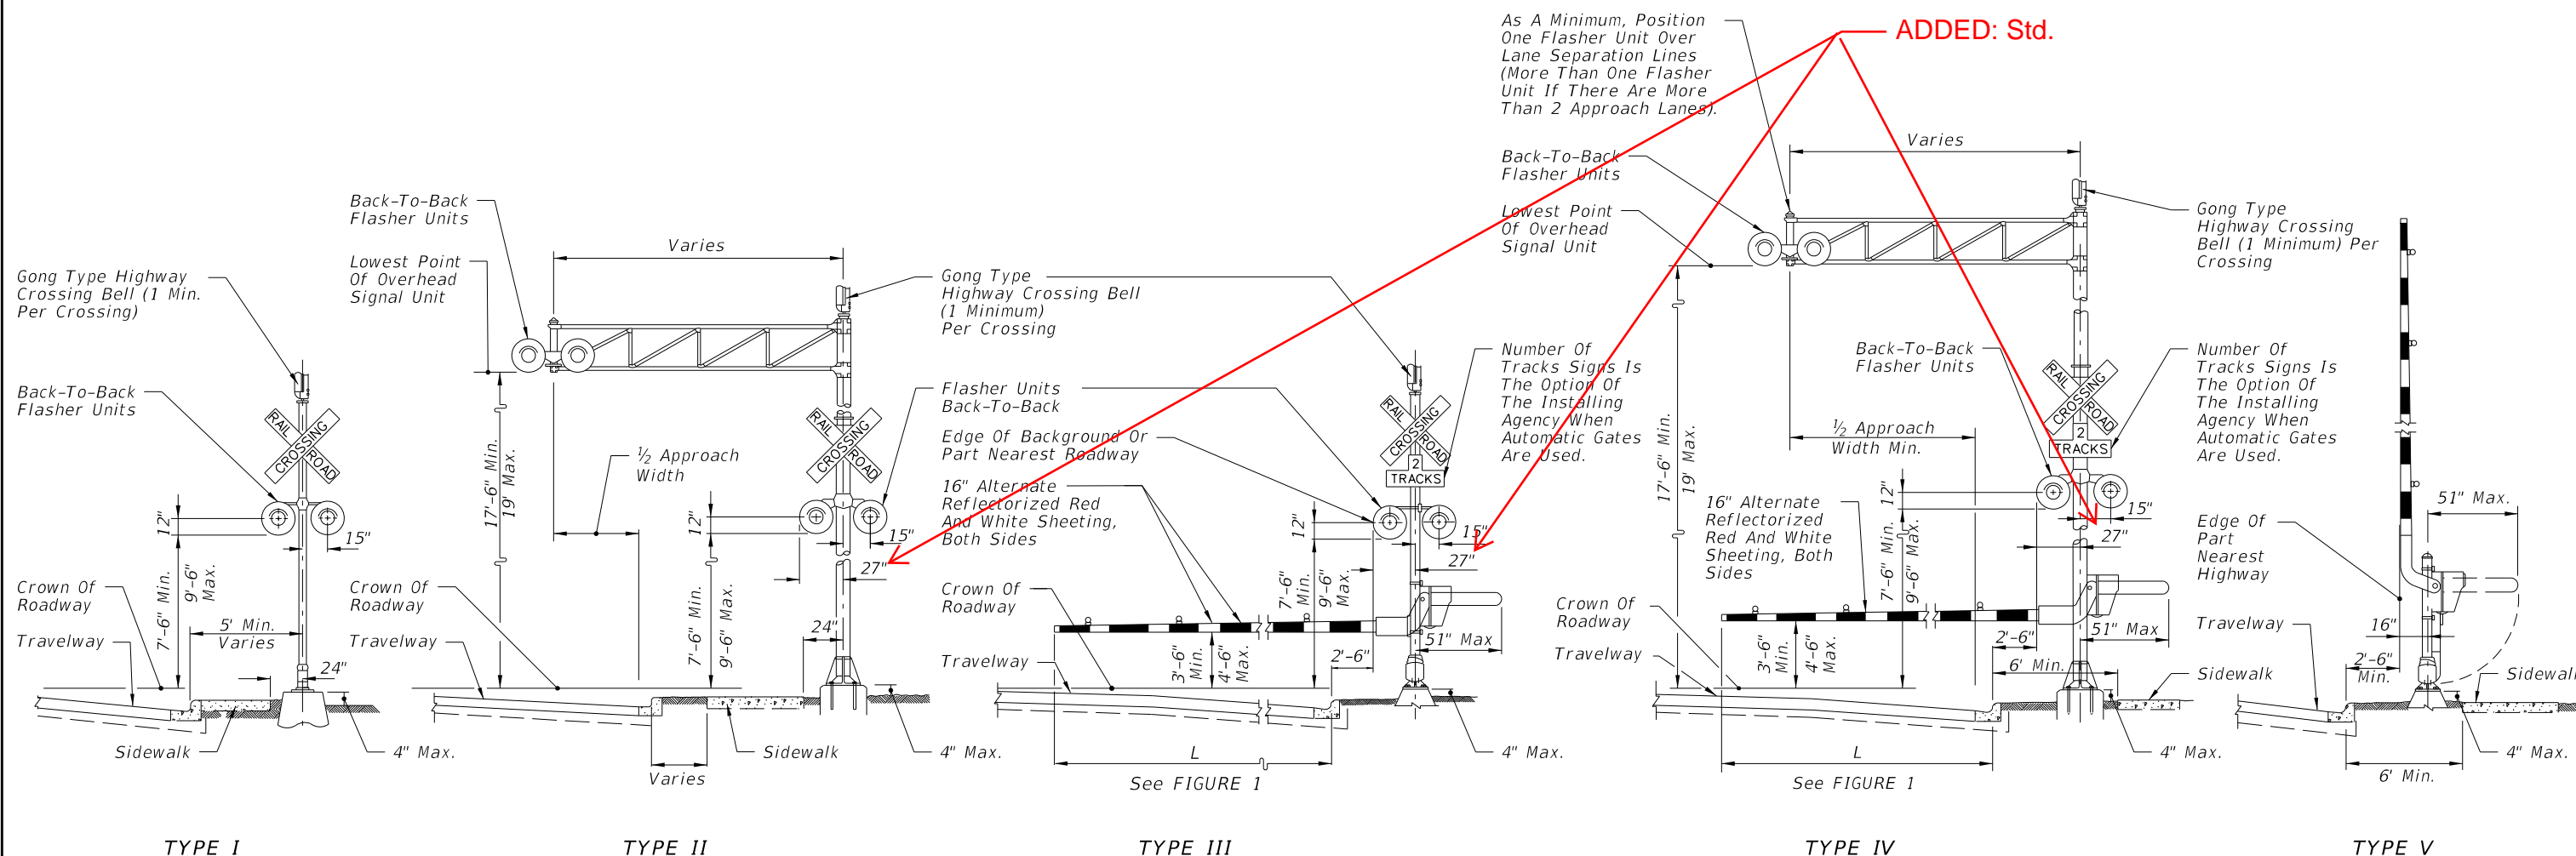 ADDED: Std.
Gong Type Highway
Crossing Bell (1 Min.
Per Crossing)
Back-To-Back
Flasher Units
RAIL
ROAD
CROSSING
12"
15"
7'-6" Min.
9'-6"
Max.
5' Min.
Varies
24"
Crown Of
Roadway
Travelway
Sidewalk
4" Max.
TYPE I
Back-To-Back
Flasher Units
Lowest Point
Of Overhead
Signal Unit
Varies
17'-6" Min.
19' Max.
½ Approach
Width
RAIL
ROAD
CROSSING
12"
15"
27"
7'-6" Min.
9'-6" Max.
24"
Crown Of
Roadway
Travelway
Varies
Sidewalk
4" Max.
TYPE II
Gong Type
Highway Crossing Bell
(1 Minimum)
Per Crossing
Flasher Units
Back-To-Back
Edge Of Background Or
Part Nearest Roadway
16" Alternate
Reflectorized Red
And White Sheeting,
Both Sides
Crown Of
Roadway
Travelway
Number Of
Tracks Signs Is
The Option Of
The Installing
Agency When
Automatic Gates
Are Used.
RAIL
ROAD
CROSSING
2
TRACKS
12"
15"
27"
7'-6"
Min.
9'-6"
Max.
3'-6"
Min.
4'-6"
Max.
2'-6"
51" Max
4" Max.
L
See FIGURE 1
TYPE III
As A Minimum, Position
One Flasher Unit Over
Lane Separation Lines
(More Than One Flasher
Unit If There Are More
Than 2 Approach Lanes).
Back-To-Back
Flasher Units
Lowest Point
Of Overhead
Signal Unit
Varies
17'-6" Min.
19' Max.
½ Approach
Width Min.
Back-To-Back
Flasher Units
16" Alternate
Reflectorized
Red And White
Sheeting, Both
Sides
Gong Type
Highway Crossing
Bell (1 Minimum) Per
Crossing
Number Of
Tracks Signs Is
The Option Of
The Installing
Agency When
Automatic Gates
Are Used.
RAIL
ROAD
CROSSING
2
TRACKS
12"
15"
27"
7'-6" Min.
9'-6" Max.
3'-6"
Min.
4'-6"
Max.
Crown Of
Roadway
Travelway
2'-6"
51" Max
6' Min.
Sidewalk
4" Max.
L
See FIGURE 1
TYPE IV
51" Max.
Edge Of
Part
Nearest
Highway
Travelway
16"
2'-6"
Min.
Sidewalk
4" Max.
6' Min.
TYPE V